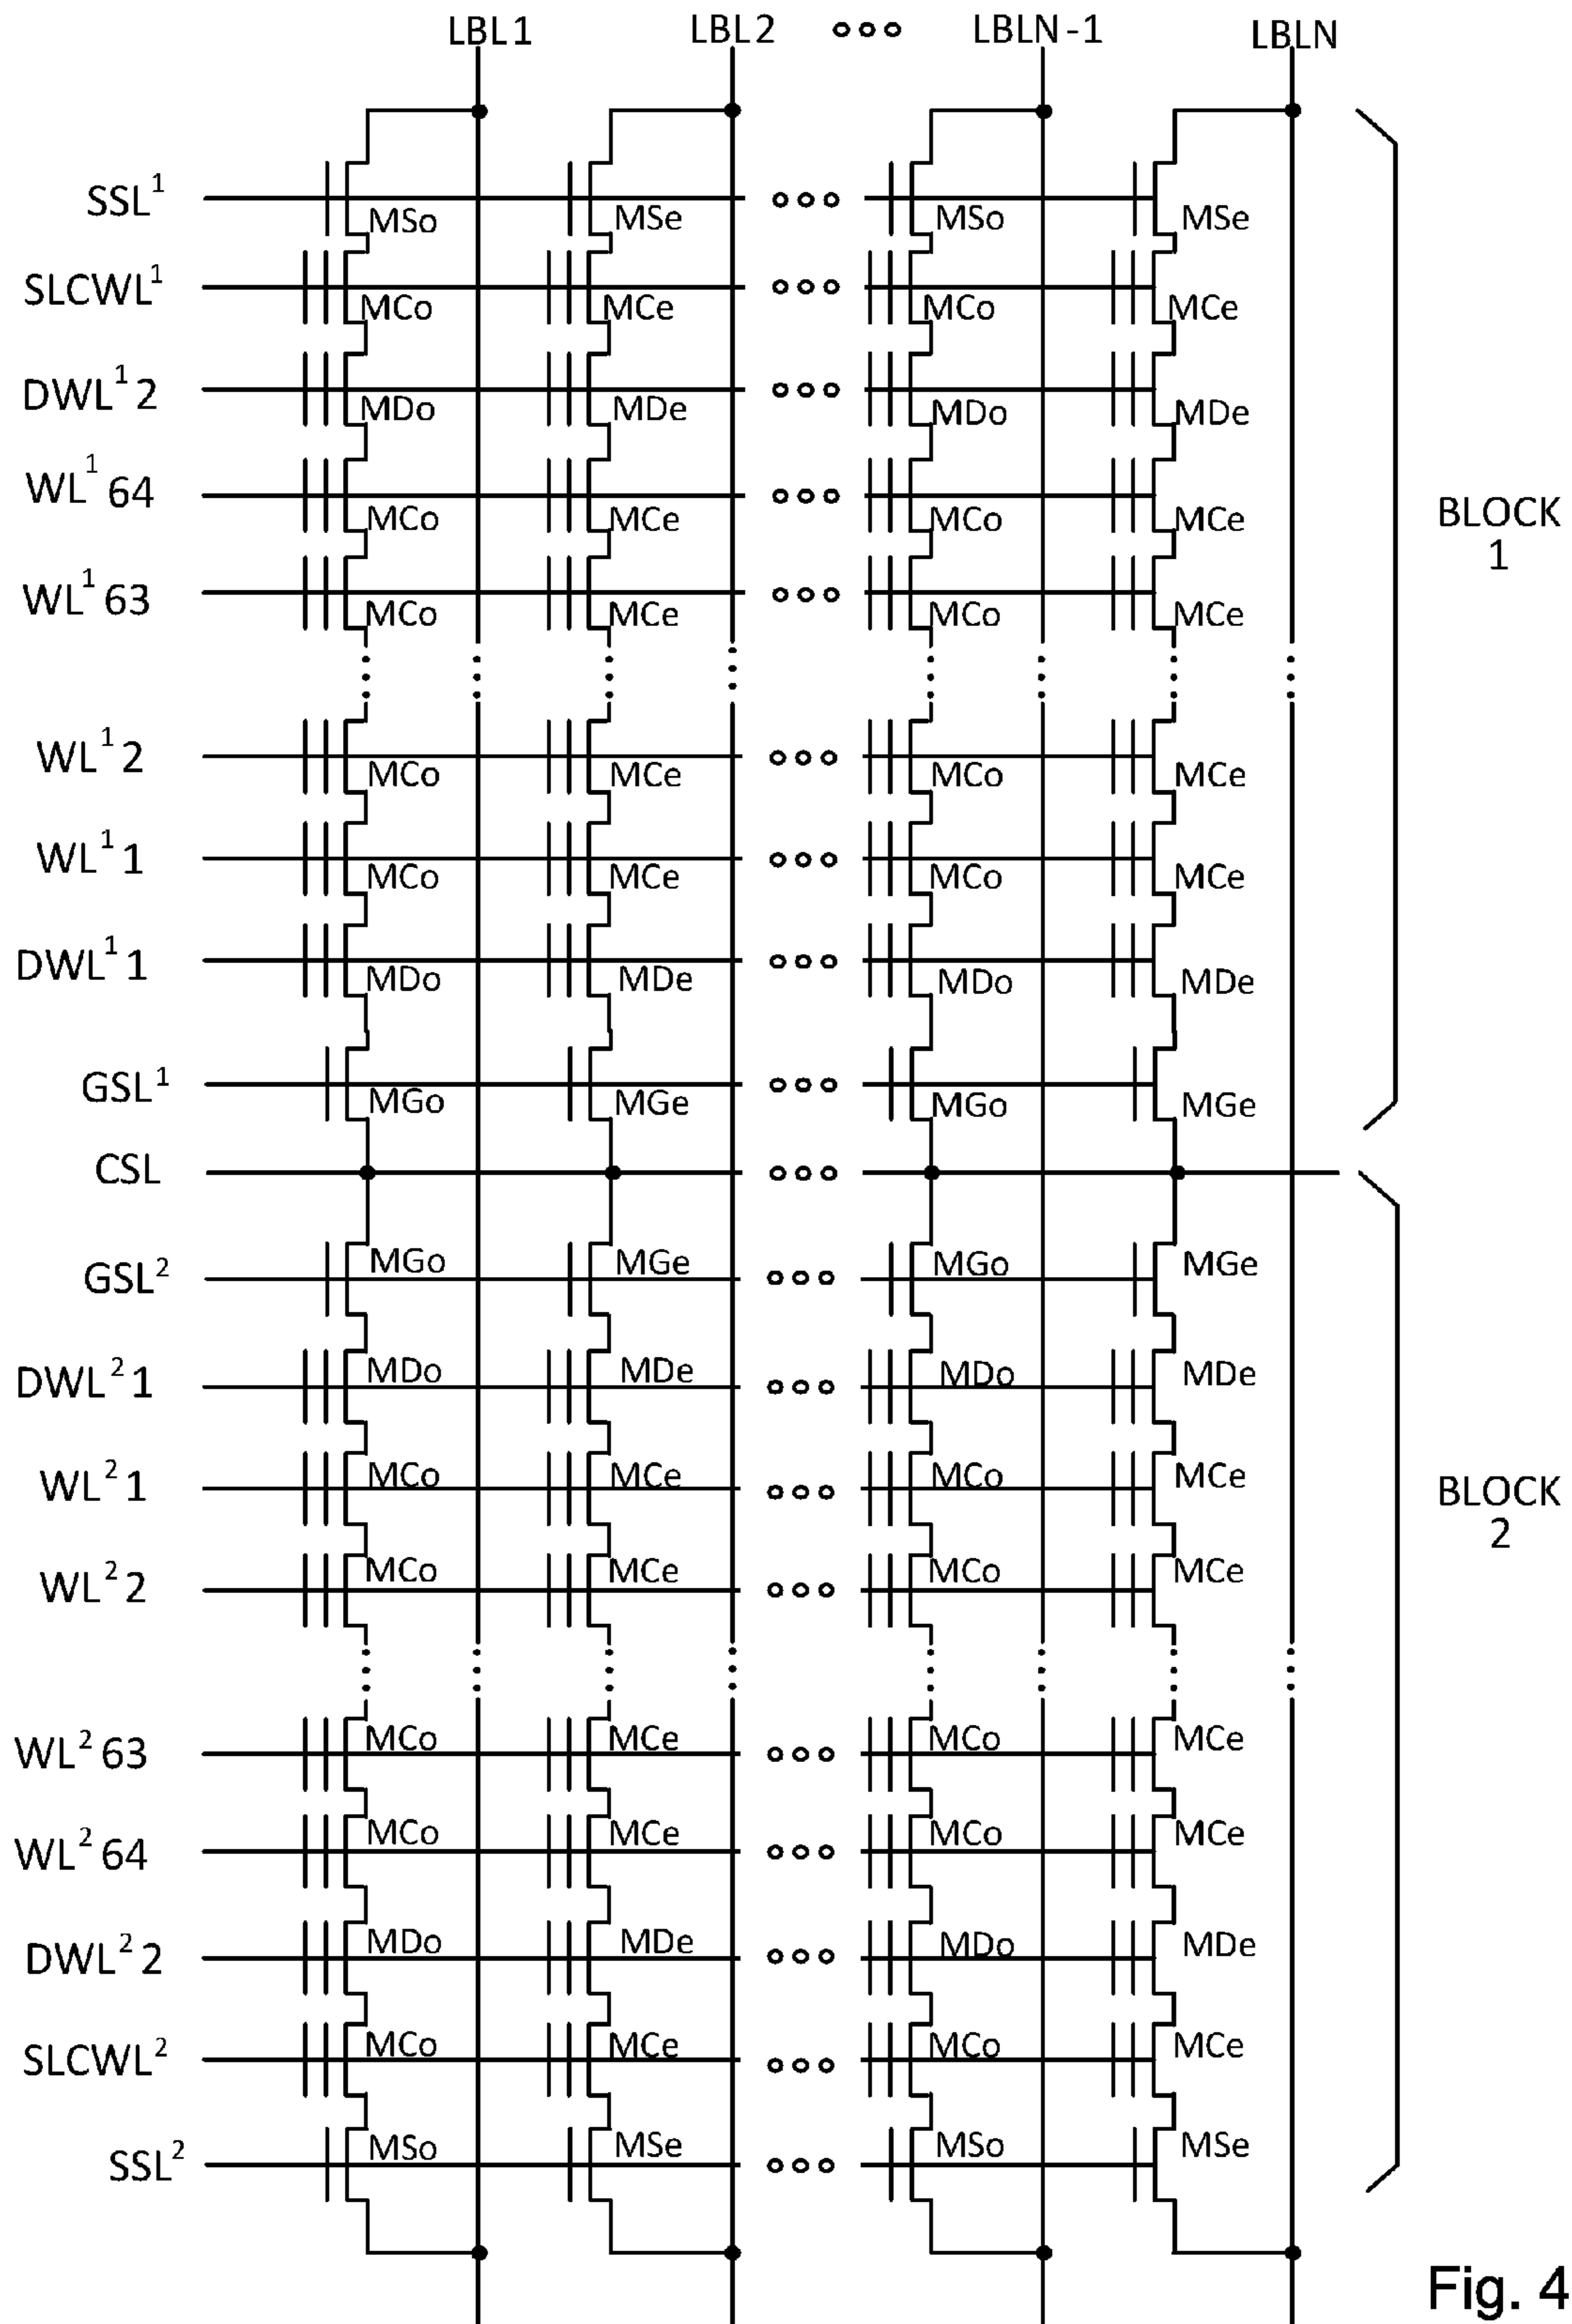 LBL1 LBL2 LBLN-1 LBLN
SSL¹ MSo MSe MSo MSe
SLCWL¹ MCo MCe MCo MCe
DWL¹2 MDo MDe MDo MDe
WL¹64 MCo MCe MCo MCe
BLOCK
1
WL¹63 MCo MCe MCo MCe
WL¹2 MCo MCe MCo MCe
WL¹1 MCo MCe MCo MCe
DWL¹1 MDo MDe MDo MDe
GSL¹ MGo MGe MGo MGe
CSL
GSL² MGo MGe MGo MGe
DWL²1 MDo MDe MDo MDe
WL²1 MCo MCe MCo MCe
BLOCK
2
WL²2 MCo MCe MCo MCe
WL²63 MCo MCe MCo MCe
WL²64 MCo MCe MCo MCe
DWL²2 MDo MDe MDo MDe
SLCWL² MCo MCe MCo MCe
SSL² MSo MSe MSo MSe
Fig. 4